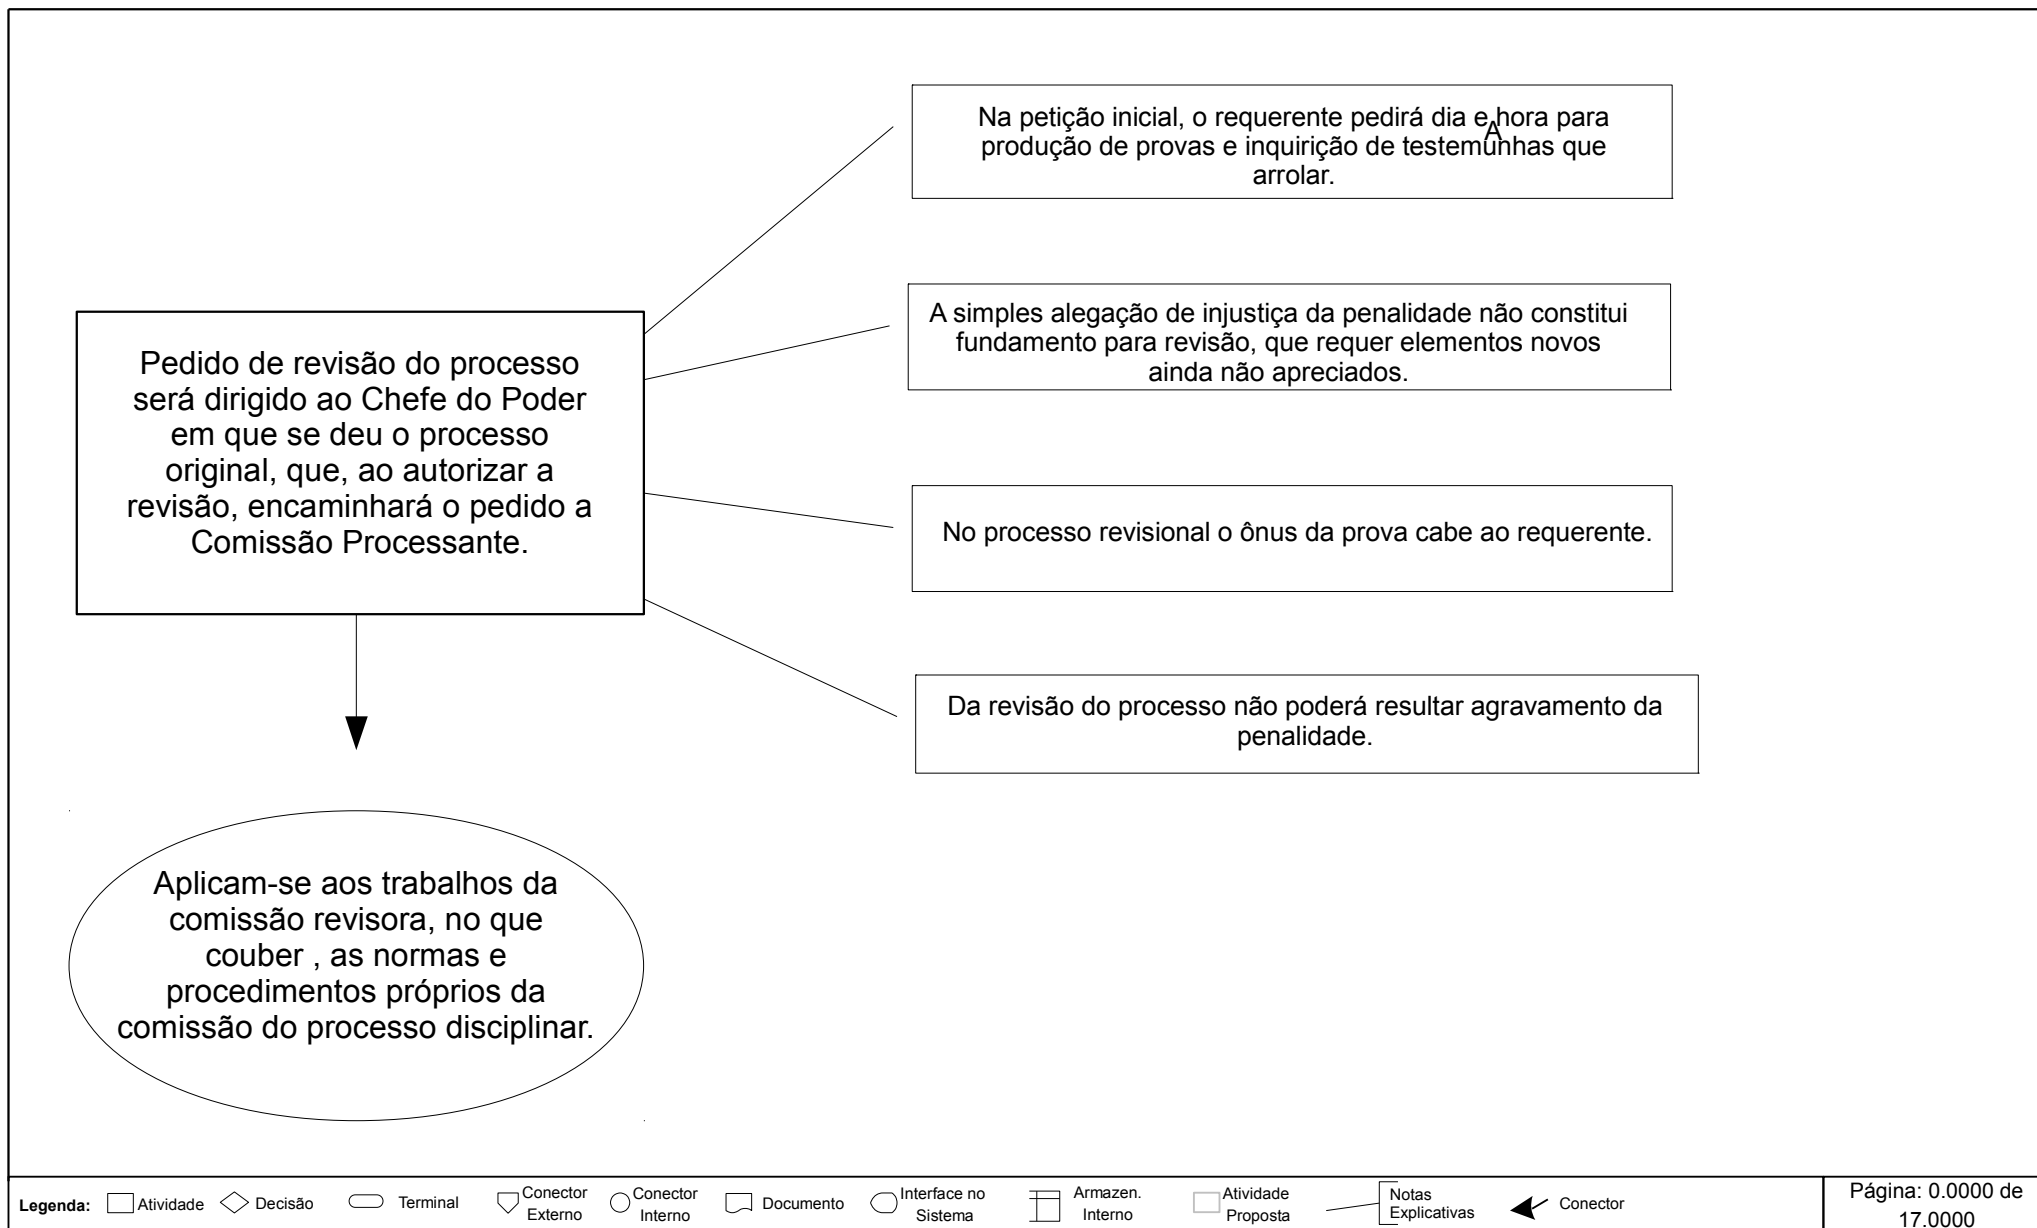 Na petição inicial, o requerente pedirá dia e hora para
A
produção de provas e inquirição de testemunhas que
arrolar.
A simples alegação de injustiça da penalidade não constitui
fundamento para revisão, que requer elementos novos
ainda não apreciados.
Pedido de revisão do processo
será dirigido ao Chefe do Poder
em que se deu o processo
original, que, ao autorizar a
revisão, encaminhará o pedido a
Comissão Processante.
No processo revisional o ônus da prova cabe ao requerente.
Da revisão do processo não poderá resultar agravamento da
penalidade.
Aplicam-se aos trabalhos da
comissão revisora, no que
couber , as normas e
procedimentos próprios da
comissão do processo disciplinar.
Legenda:
Atividade
Decisão
Terminal
Conector
Externo
Conector
Interno
Documento
Interface no
Sistema
Armazen.
Interno
Atividade
Proposta
Notas
Explicativas
Conector
Página: 0.0000 de
17.0000